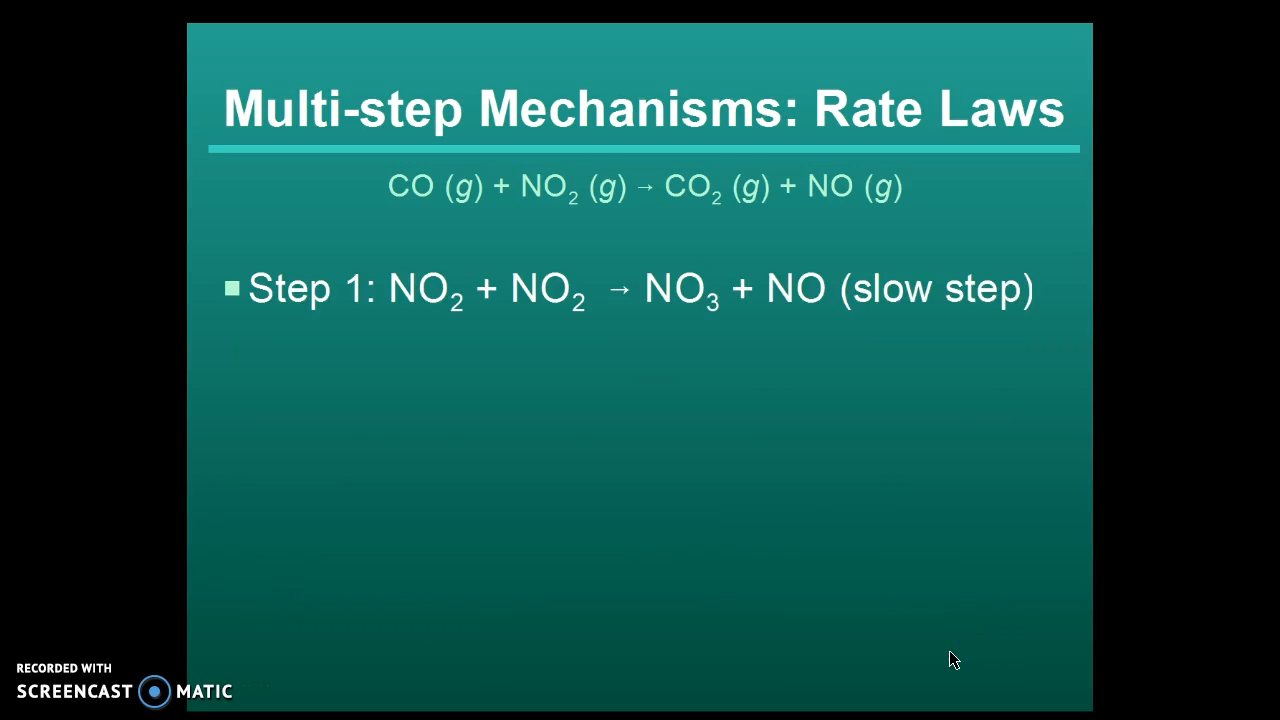 Multi-step Mechanisms: Rate Laws
CO (g) + NO₂ (g) → CO₂ (g) + NO (g)
Step 1: NO₂ + NO₂ → NO₃ + NO (slow step)
RECORDED WITH
SCREENCAST MATIC